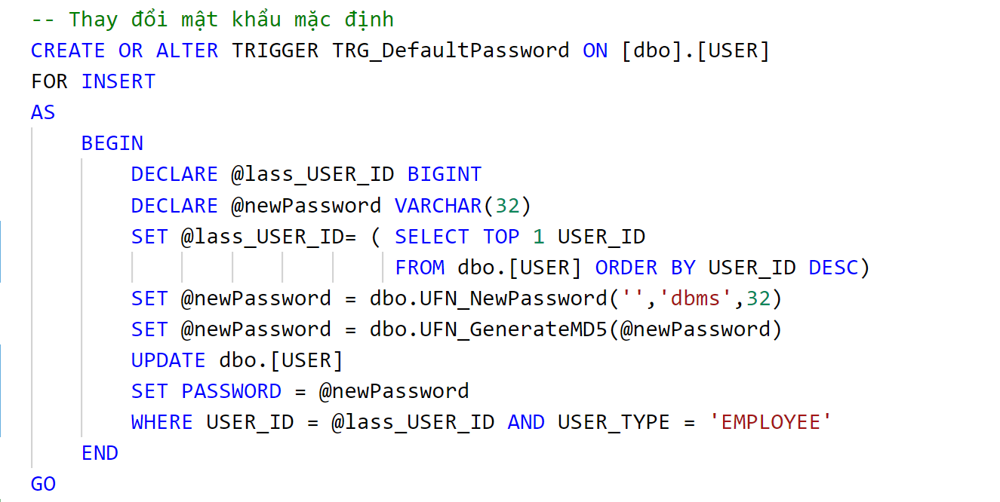 -- Thay đổi mật khẩu mặc định
CREATE OR ALTER TRIGGER TRG_DefaultPassword ON [dbo].[USER]
FOR INSERT
AS
BEGIN
DECLARE @lass_USER_ID BIGINT
DECLARE @newPassword VARCHAR(32)
SET @lass_USER_ID= ( SELECT TOP 1 USER_ID
FROM dbo.[USER] ORDER BY USER_ID DESC)
SET @newPassword = dbo.UFN_NewPassword('','dbms',32)
SET @newPassword = dbo.UFN_GenerateMD5(@newPassword)
UPDATE dbo.[USER]
SET PASSWORD = @newPassword
WHERE USER_ID = @lass_USER_ID AND USER_TYPE = 'EMPLOYEE'
END
GO